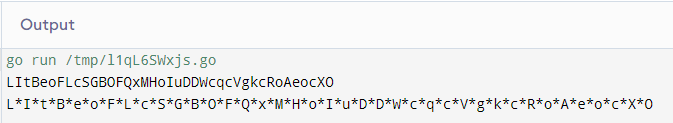 Output
go run /tmp/l1qL6SWxjs.go
LItBeoFLcSGBOFQxMHoIuDDWcqcVgkcRoAeocXO
L*I*t*B*e*o*F*L*c*S*G*B*O*F*Q*x*M*H*o*I*u*D*D*W*c*q*c*V*g*k*c*R*o*A*e*o*c*X*O